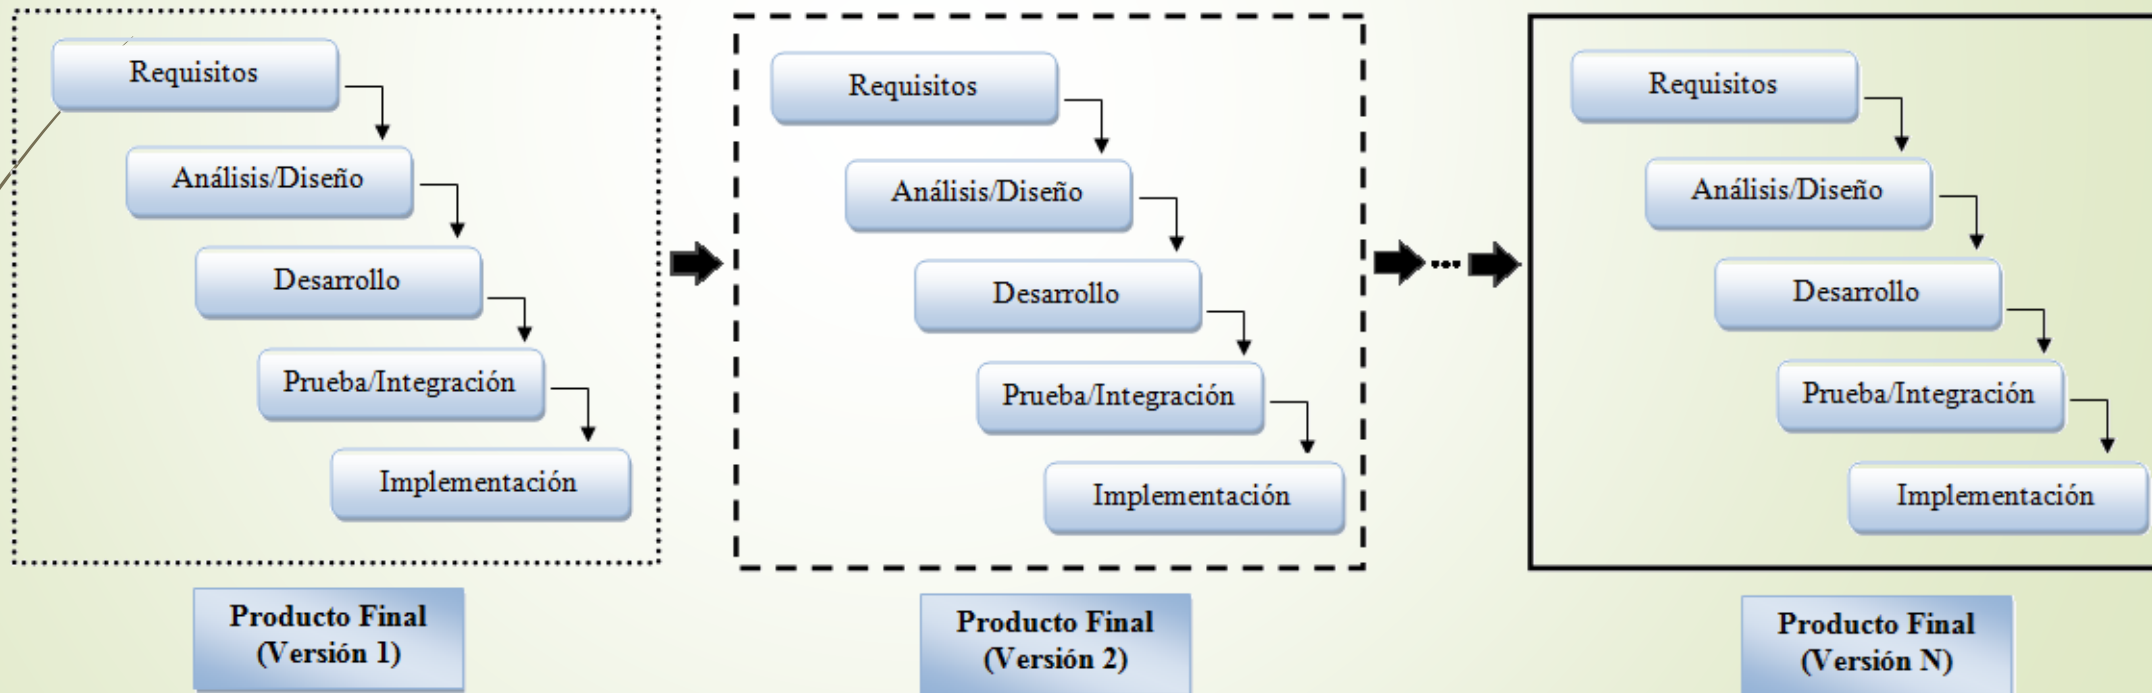 Requisitos
Análisis/Diseño
Desarrollo
Prueba/Integración
Implementación
Producto Final
(Versión 1)
Requisitos
Análisis/Diseño
Desarrollo
Prueba/Integración
Implementación
Producto Final
(Versión 2)
Requisitos
Análisis/Diseño
Desarrollo
Prueba/Integración
Implementación
Producto Final
(Versión N)